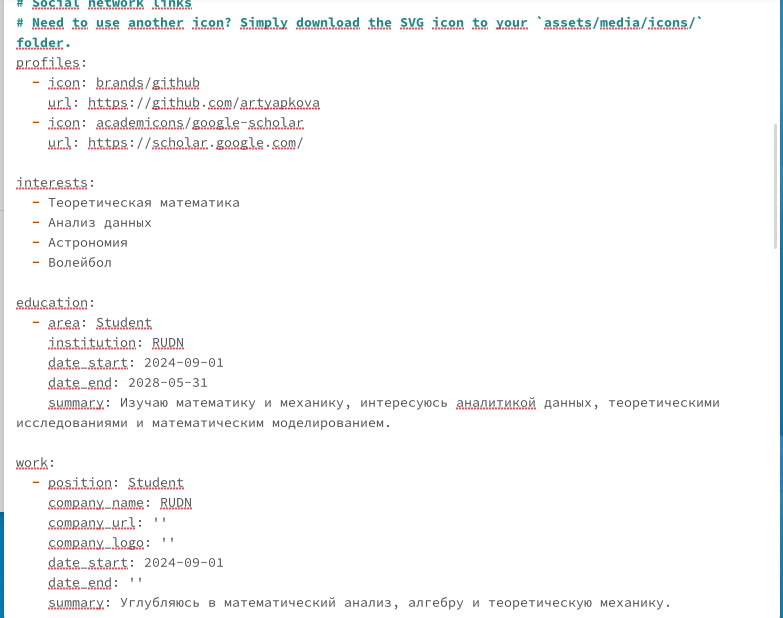 # Social network links
# Need to use another icon? Simply download the SVG icon to your `assets/media/icons/`
folder.
profiles:
  - icon: brands/github
    url: https://github.com/artyapkova
  - icon: academicons/google-scholar
    url: https://scholar.google.com/

interests:
  - Теоретическая математика
  - Анализ данных
  - Астрономия
  - Волейбол

education:
  - area: Student
    institution: RUDN
    date_start: 2024-09-01
    date_end: 2028-05-31
    summary: Изучаю математику и механику, интересуюсь аналитикой данных, теоретическими
исследованиями и математическим моделированием.

work:
  - position: Student
    company_name: RUDN
    company_url: ''
    company_logo: ''
    date_start: 2024-09-01
    date_end: ''
    summary: Углубляюсь в математический анализ, алгебру и теоретическую механику.